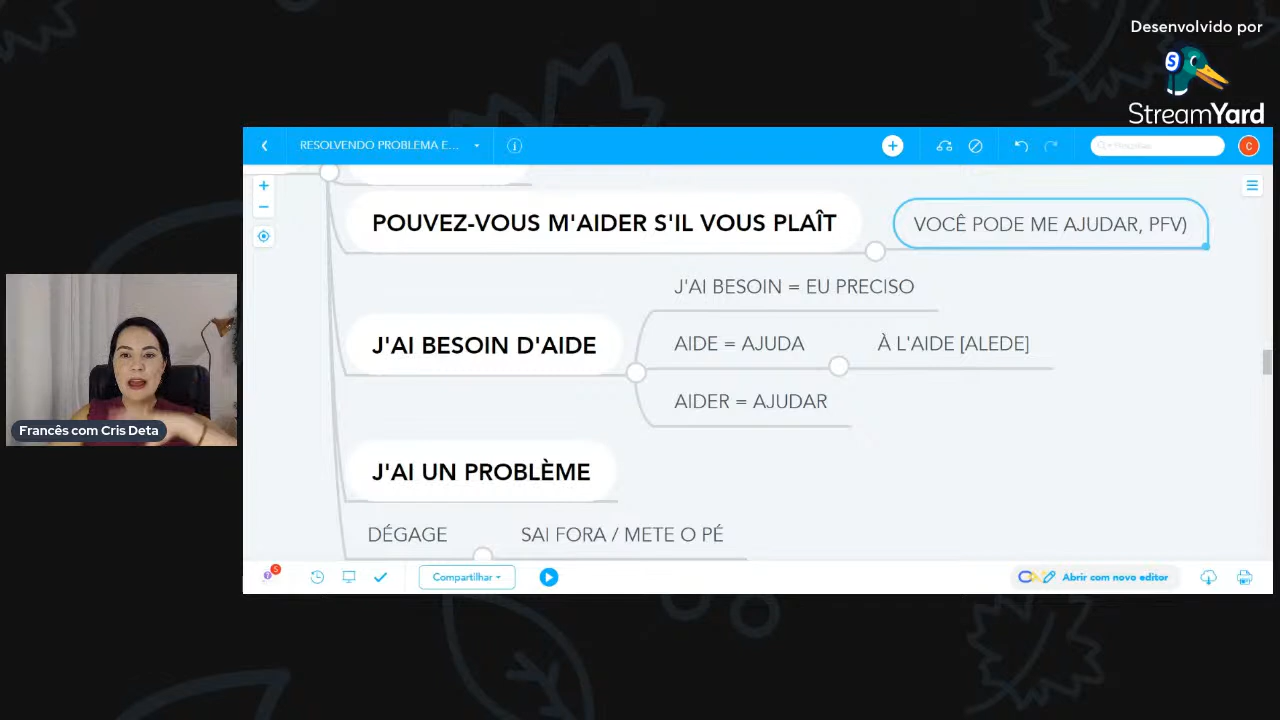 Desenvolvido por
StreamYard
RESOLVENDO PROBLEMA E...
C
POUVEZ-VOUS M'AIDER S'IL VOUS PLAÎT
VOCÊ PODE ME AJUDAR, PFV)
J'AI BESOIN = EU PRECISO
J'AI BESOIN D'AIDE
AIDE = AJUDA
À L'AIDE [ALEDE]
AIDER = AJUDAR
Francês com Cris Deta
J'AI UN PROBLÈME
DÉGAGE
SAI FORA / METE O PÉ
5
Compartilhar
Abrir com novo editor